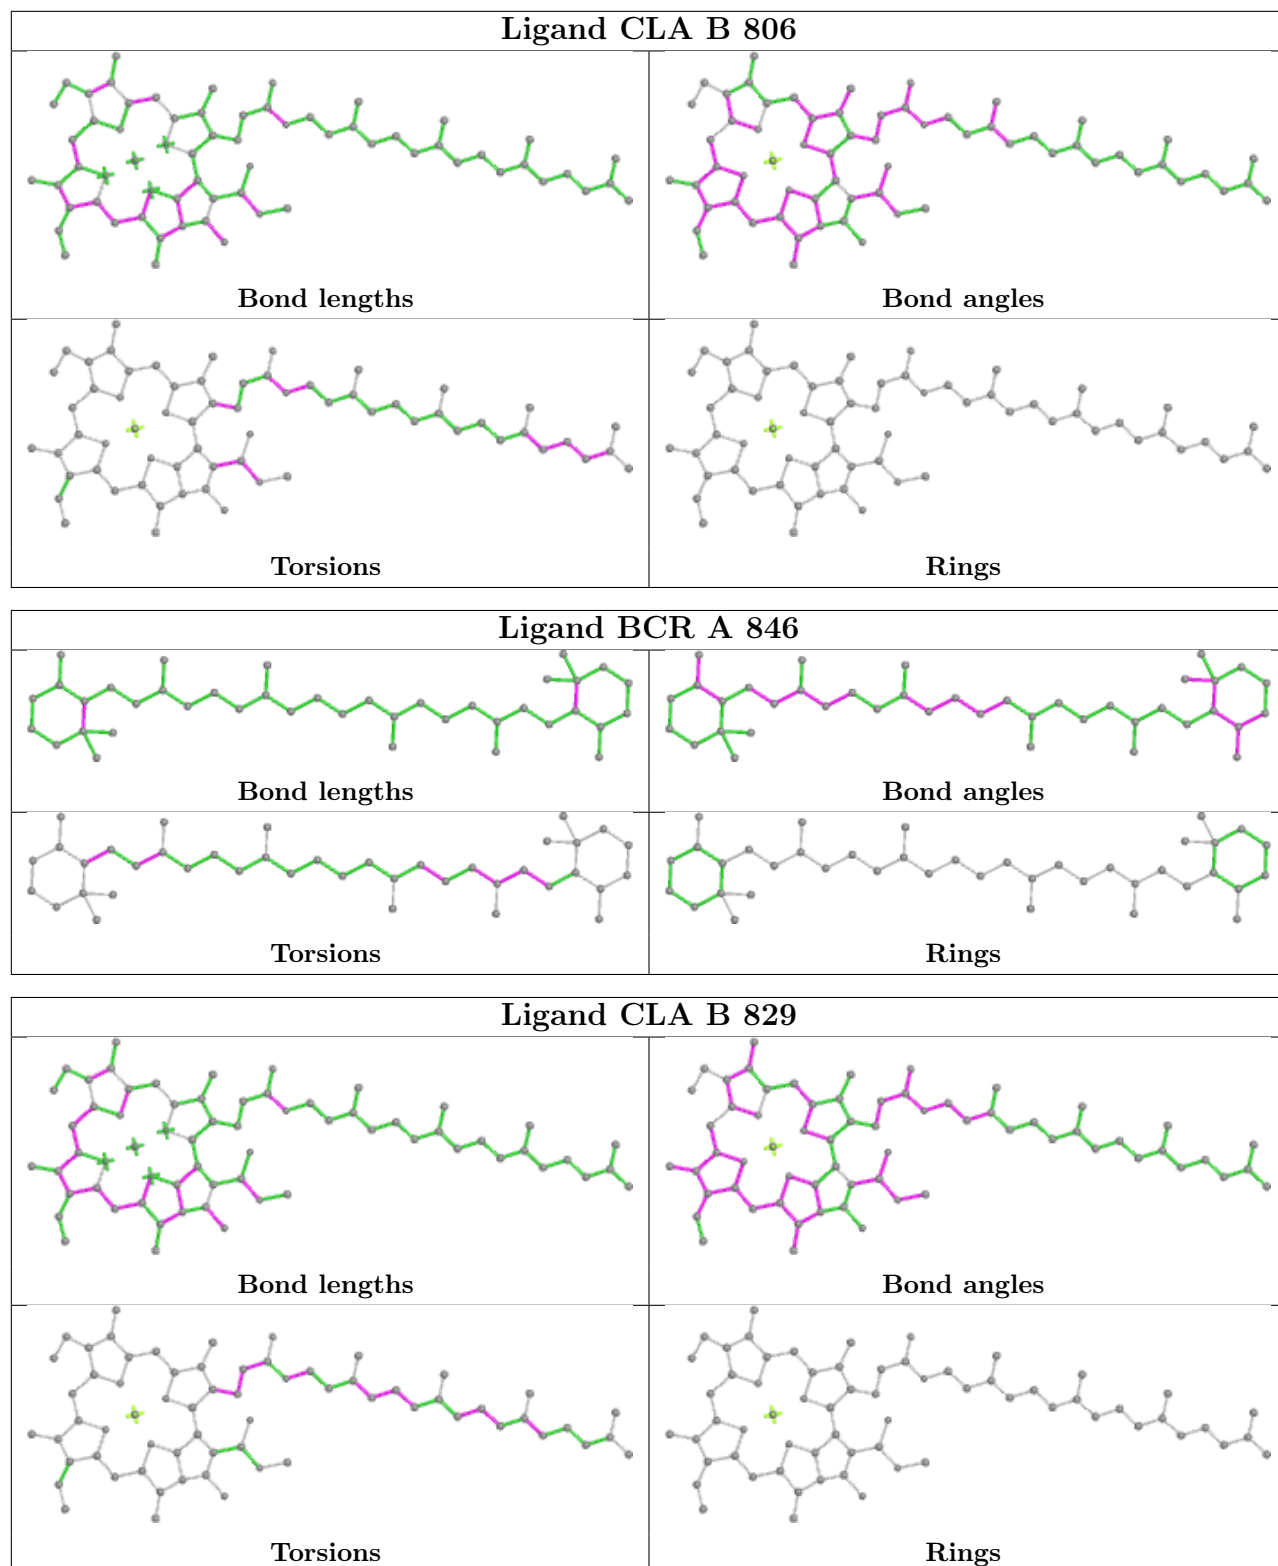 Ligand CLA B 806
Bond lengths
Bond angles
Torsions
Rings
Ligand BCR A 846
Bond lengths
Bond angles
Torsions
Rings
Ligand CLA B 829
Bond lengths
Bond angles
Torsions
Rings